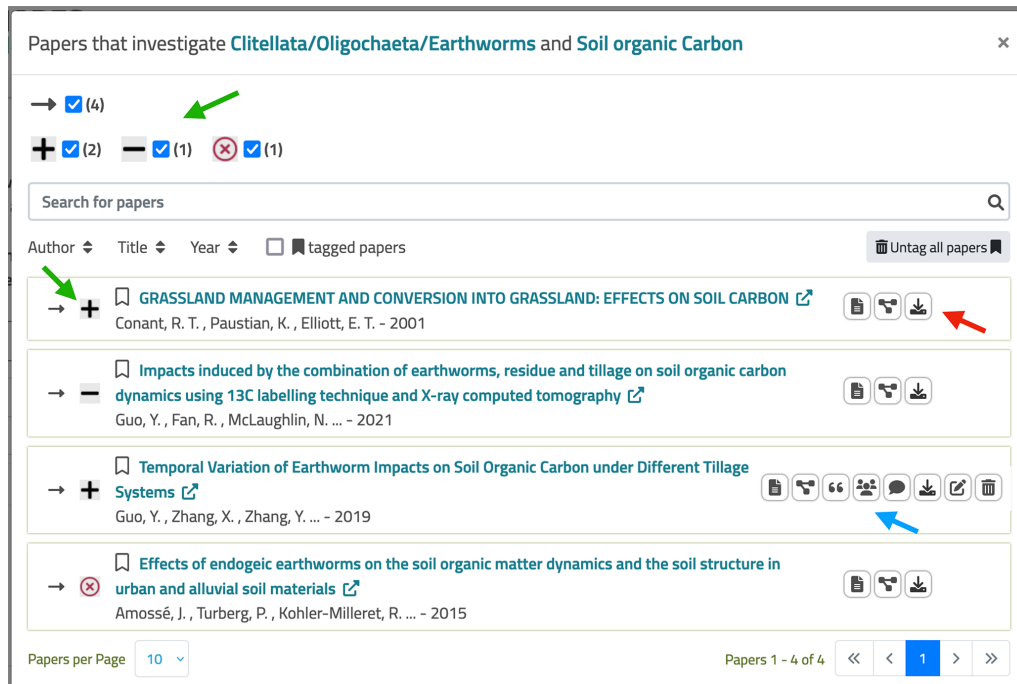 Papers that investigate Clitellata/Oligochaeta/Earthworms and Soil organic Carbon
(4)
(2) (1) (1)
Search for papers
Author Title Year tagged papers Untag all papers
GRASSLAND MANAGEMENT AND CONVERSION INTO GRASSLAND: EFFECTS ON SOIL CARBON
Conant, R. T. , Paustian, K. , Elliott, E. T. - 2001
Impacts induced by the combination of earthworms, residue and tillage on soil organic carbon
dynamics using 13C labelling technique and X-ray computed tomography
Guo, Y. , Fan, R. , McLaughlin, N. ... - 2021
Temporal Variation of Earthworm Impacts on Soil Organic Carbon under Different Tillage
Systems
Guo, Y. , Zhang, X. , Zhang, Y. ... - 2019
Effects of endogeic earthworms on the soil organic matter dynamics and the soil structure in
urban and alluvial soil materials
Amossé, J. , Turberg, P. , Kohler-Milleret, R. ... - 2015
Papers per Page 10 Papers 1 - 4 of 4 « < 1 > »